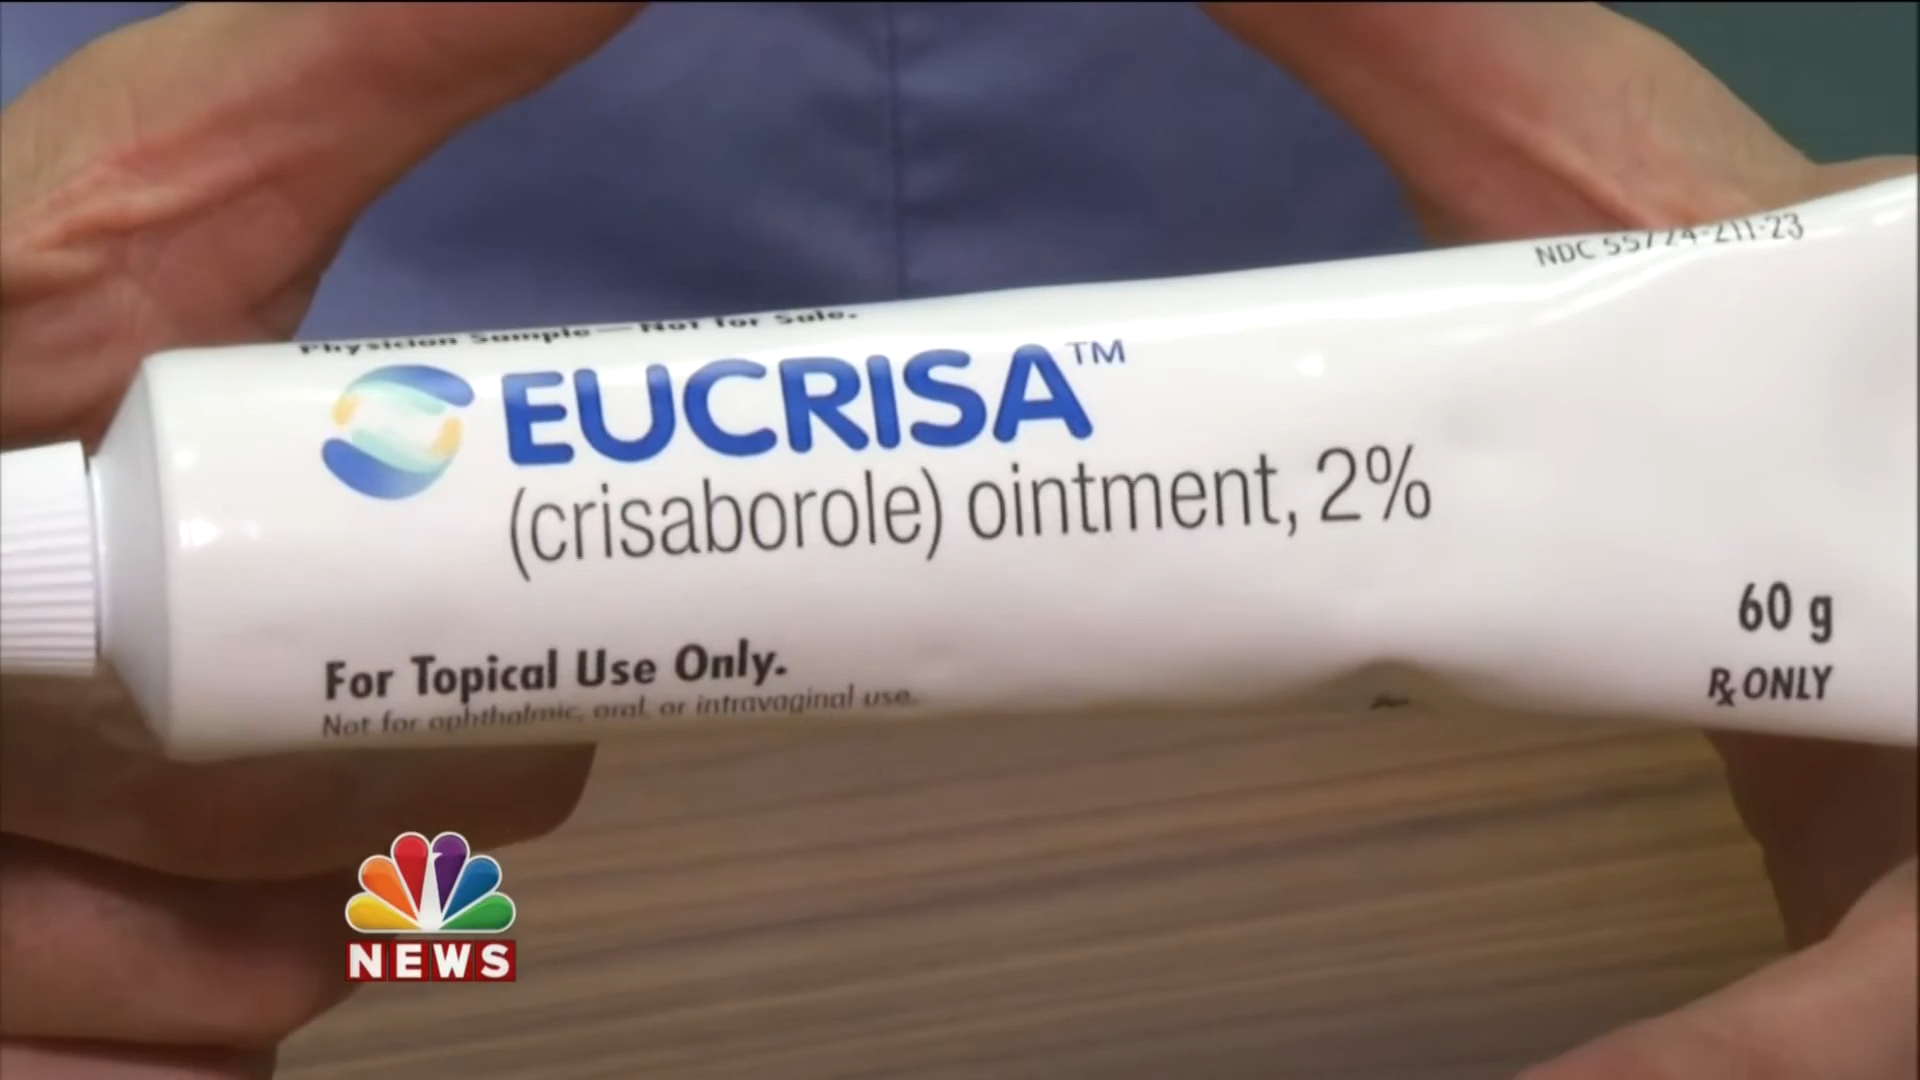 NDC 55724-211-23
Physician Sample—Not for Sale.
EUCRISA™
(crisaborole) ointment, 2%
60 g
℞ ONLY
For Topical Use Only.
Not for ophthalmic, oral, or intravaginal use.
NEWS